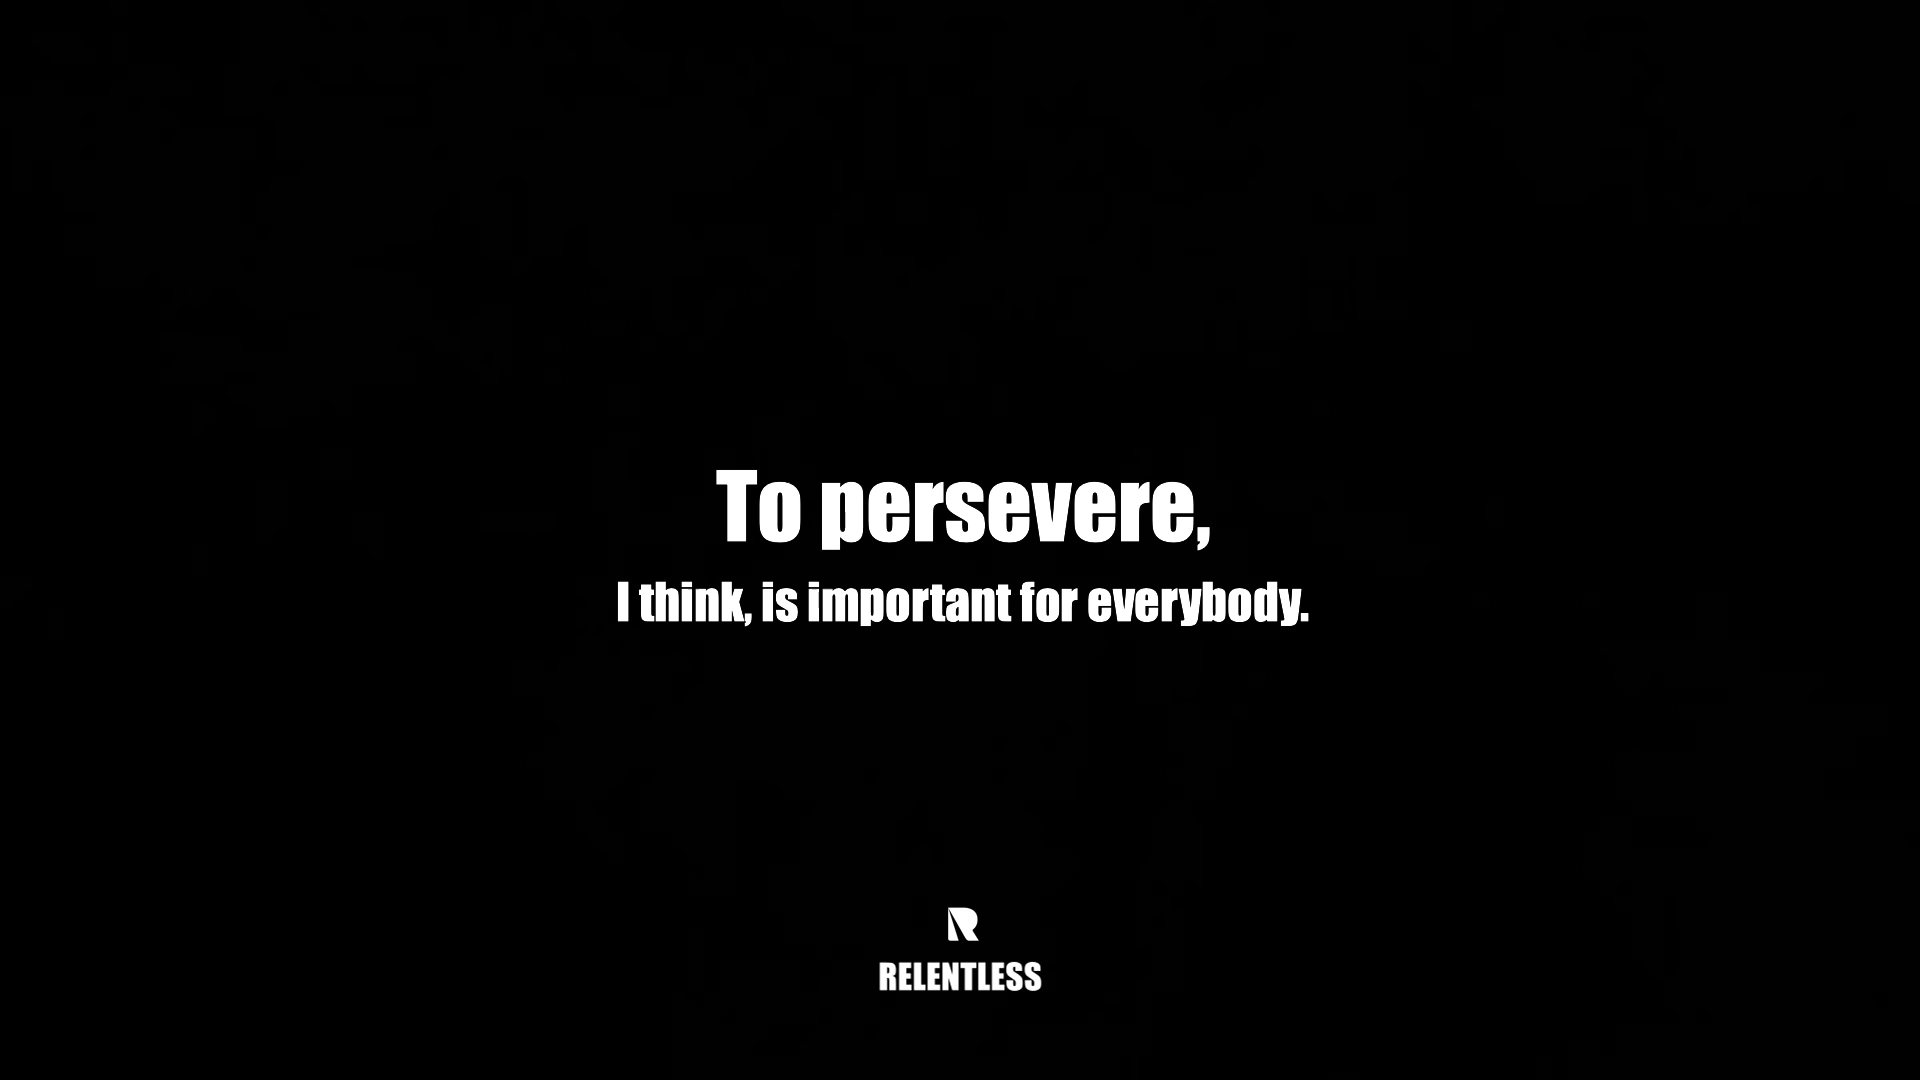 To persevere,
I think, is important for everybody.
R
RELENTLESS